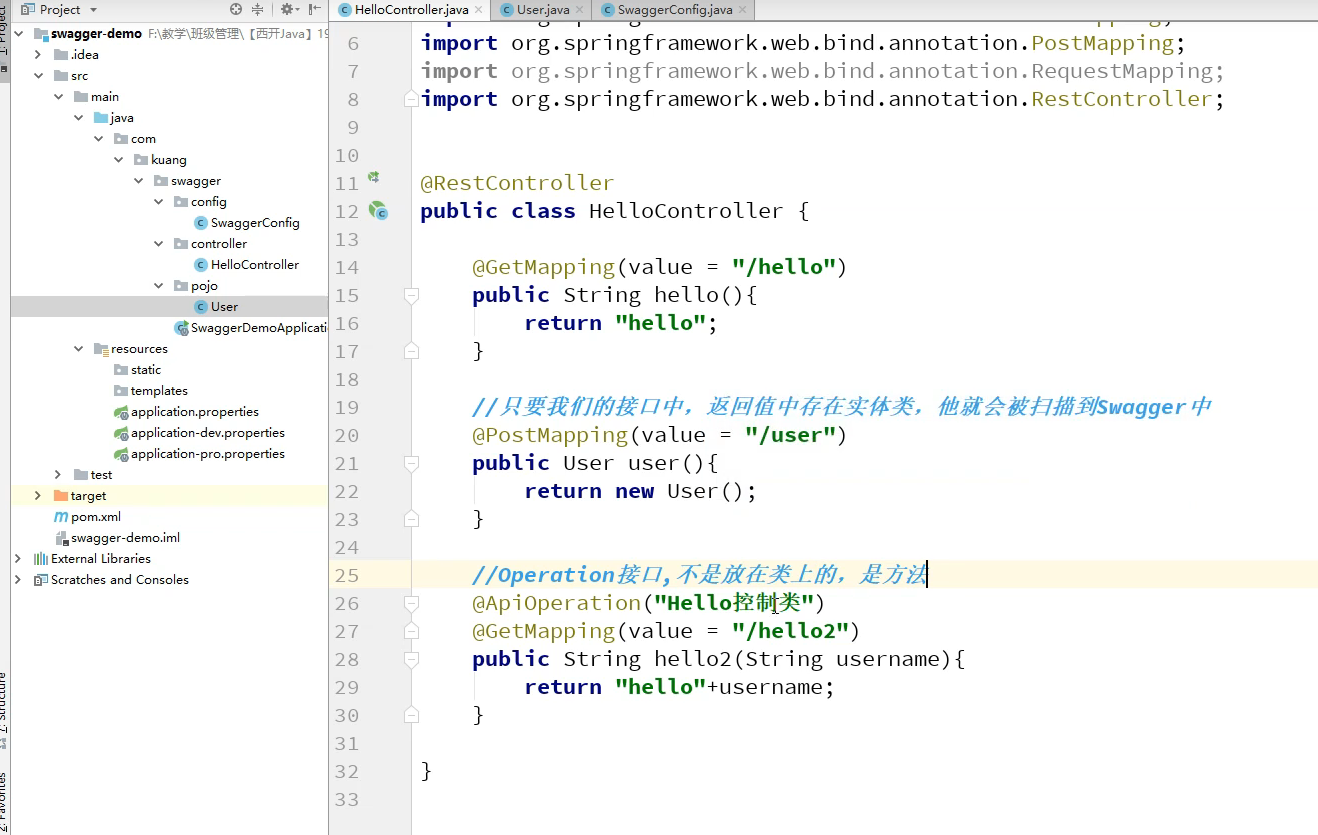 Project
HelloController.java
User.java
SwaggerConfig.java
1: Project
swagger-demo F:\教学\班级管理\【西开Java】19
.idea
src
main
java
com
kuang
swagger
config
SwaggerConfig
controller
HelloController
pojo
User
SwaggerDemoApplicati
resources
static
templates
application.properties
application-dev.properties
application-pro.properties
test
target
pom.xml
swagger-demo.iml
External Libraries
Scratches and Consoles
Z: Structure
2: Favorites
6 import org.springframework.web.bind.annotation.PostMapping;
7 import org.springframework.web.bind.annotation.RequestMapping;
8 import org.springframework.web.bind.annotation.RestController;
9
10
11 @RestController
12 public class HelloController {
13
14 @GetMapping(value = "/hello")
15 public String hello(){
16 return "hello";
17 }
18
19 //只要我们的接口中，返回值中存在实体类，他就会被扫描到Swagger中
20 @PostMapping(value = "/user")
21 public User user(){
22 return new User();
23 }
24
25 //Operation接口,不是放在类上的，是方法
26 @ApiOperation("Hello控制类")
27 @GetMapping(value = "/hello2")
28 public String hello2(String username){
29 return "hello"+username;
30 }
31
32 }
33